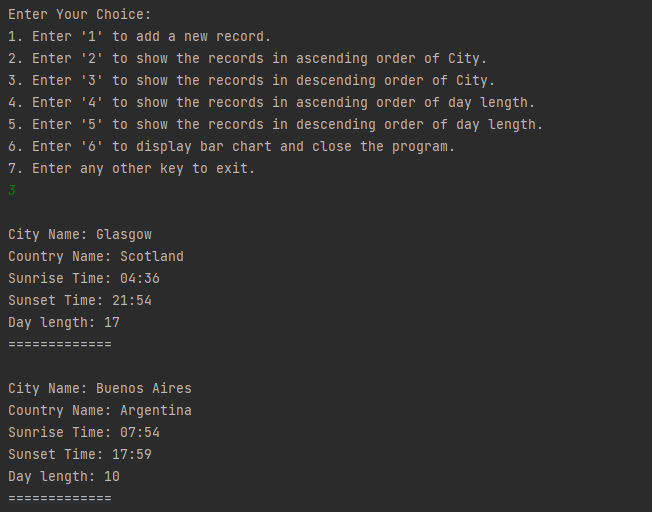 Enter Your Choice:
1. Enter '1' to add a new record.
2. Enter '2' to show the records in ascending order of City.
3. Enter '3' to show the records in descending order of City.
4. Enter '4' to show the records in ascending order of day length.
5. Enter '5' to show the records in descending order of day length.
6. Enter '6' to display bar chart and close the program.
7. Enter any other key to exit.
3
City Name: Glasgow
Country Name: Scotland
Sunrise Time: 04:36
Sunset Time: 21:54
Day length: 17
=============
City Name: Buenos Aires
Country Name: Argentina
Sunrise Time: 07:54
Sunset Time: 17:59
Day length: 10
=============